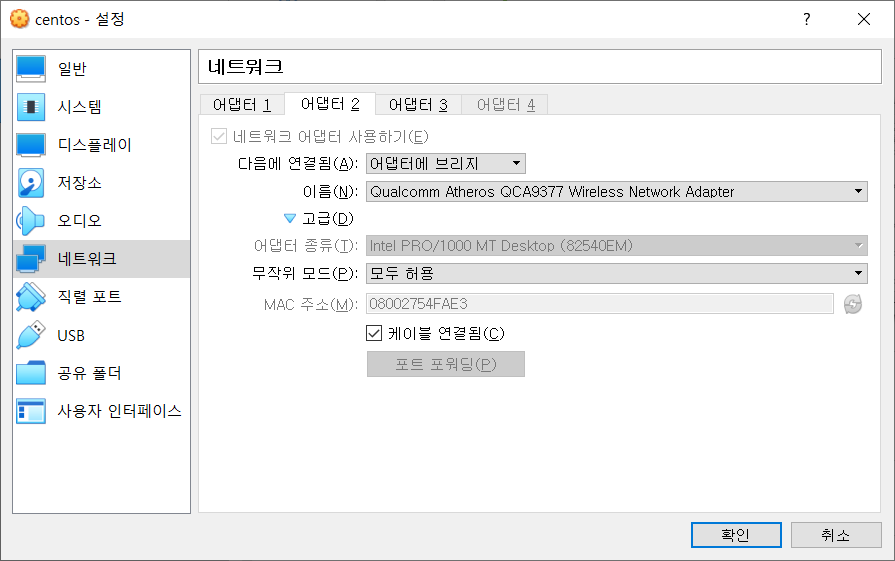 centos - 설정
?
일반
시스템
디스플레이
저장소
오디오
네트워크
직렬 포트
USB
공유 폴더
사용자 인터페이스
네트워크
어댑터 1 어댑터 2 어댑터 3 어댑터 4
네트워크 어댑터 사용하기(E)
다음에 연결됨(A): 어댑터에 브리지
이름(N): Qualcomm Atheros QCA9377 Wireless Network Adapter
고급(D)
어댑터 종류(T): Intel PRO/1000 MT Desktop (82540EM)
무작위 모드(P): 모두 허용
MAC 주소(M): 08002754FAE3
케이블 연결됨(C)
포트 포워딩(P)
확인 취소